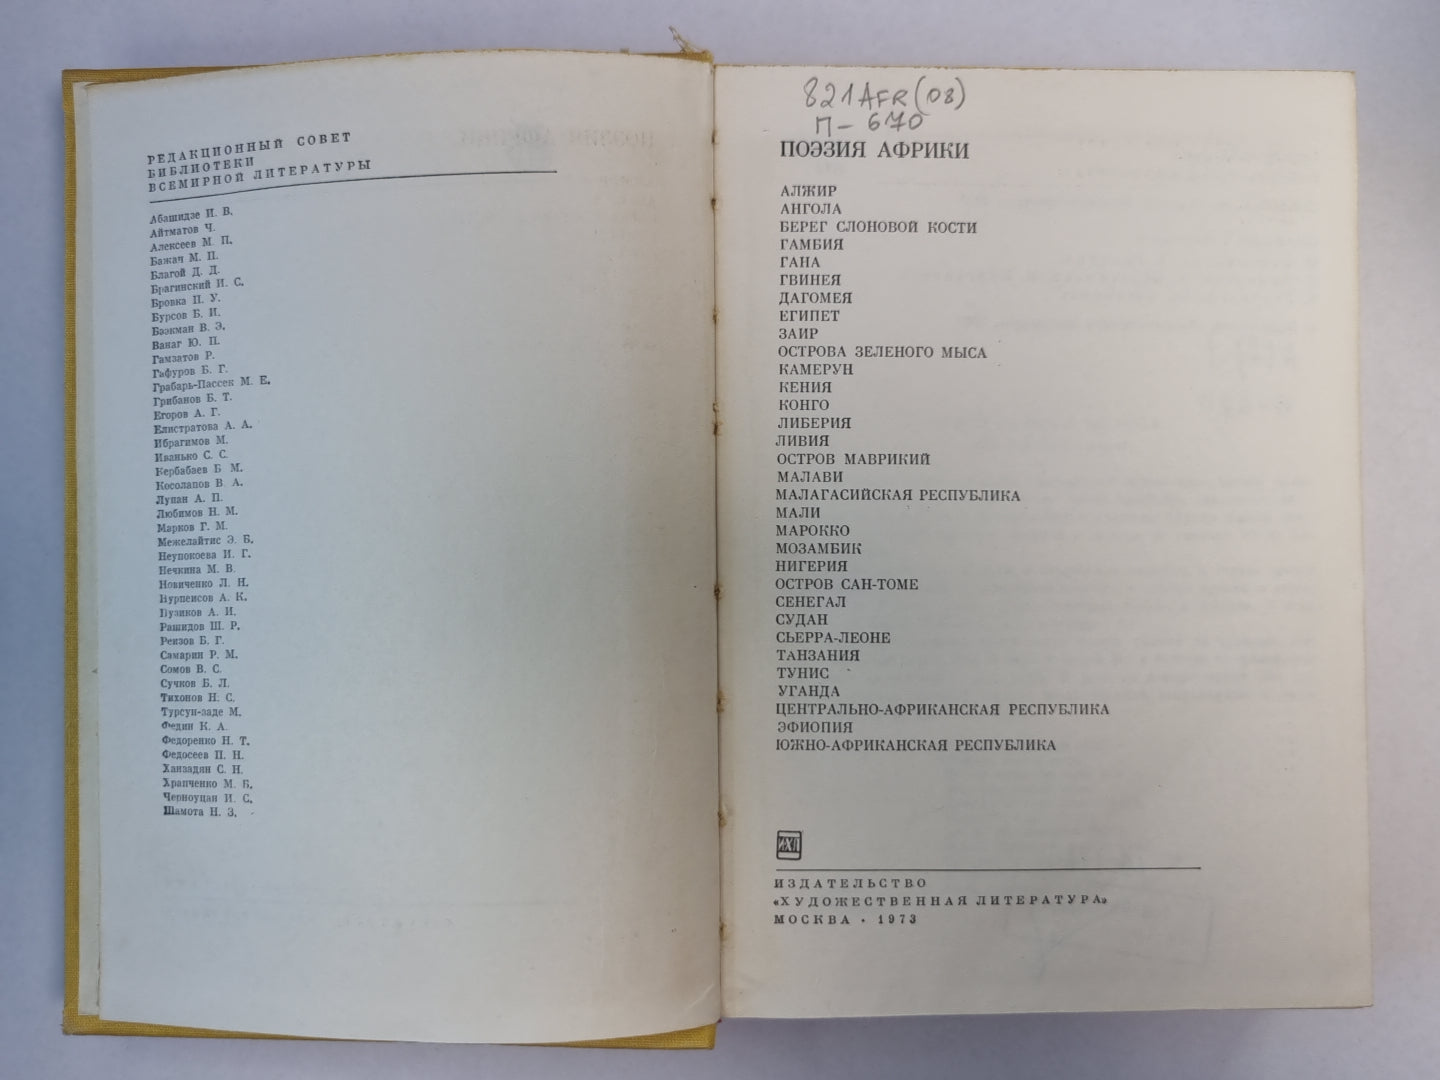 РЕДАКЦИОННЫЙ СОВЕТ
БИБЛИОТЕКИ
ВСЕМИРНОЙ ЛИТЕРАТУРЫ
Абашидзе И. В.
Айтматов Ч.
Алексеев М. П.
Бажан М. П.
Благой Д. Д.
Брагинский И. С.
Бровка П. У.
Бурсов Б. И.
Бээкман В. Э.
Ванаг Ю. П.
Гамзатов Р.
Гафуров Б. Г.
Грабарь-Пассек М. Е.
Грибанов Б. Т.
Егоров А. Г.
Елистратова А. А.
Ибрагимов М.
Иванько С. С.
Кербабаев Б. М.
Косолапов В. А.
Лупан А. П.
Любимов Н. М.
Марков Г. М.
Межелайтис Э. Б.
Неупокоева И. Г.
Нечкина М. В.
Новиченко Л. Н.
Нурпеисов А. К.
Пузиков А. И.
Рашидов Ш. Р.
Реизов Б. Г.
Самарин Р. М.
Сомов В. С.
Сучков Б. Л.
Тихонов Н. С.
Турсун-заде М.
Федин К. А.
Федоренко Н. Т.
Федосеев П. Н.
Ханзадян С. Н.
Храпченко М. Б.
Черноуцан И. С.
Шамота Н. З.
821AFR(08)
П-670
ПОЭЗИЯ АФРИКИ
АЛЖИР
АНГОЛА
БЕРЕГ СЛОНОВОЙ КОСТИ
ГАМБИЯ
ГАНА
ГВИНЕЯ
ДАГОМЕЯ
ЕГИПЕТ
ЗАИР
ОСТРОВА ЗЕЛЕНОГО МЫСА
КАМЕРУН
КЕНИЯ
КОНГО
ЛИБЕРИЯ
ЛИВИЯ
ОСТРОВ МАВРИКИЙ
МАЛАВИ
МАЛАГАСИЙСКАЯ РЕСПУБЛИКА
МАЛИ
МАРОККО
МОЗАМБИК
НИГЕРИЯ
ОСТРОВ САН-ТОМЕ
СЕНЕГАЛ
СУДАН
СЬЕРРА-ЛЕОНЕ
ТАНЗАНИЯ
ТУНИС
УГАНДА
ЦЕНТРАЛЬНО-АФРИКАНСКАЯ РЕСПУБЛИКА
ЭФИОПИЯ
ЮЖНО-АФРИКАНСКАЯ РЕСПУБЛИКА
ИХЛ
ИЗДАТЕЛЬСТВО
«ХУДОЖЕСТВЕННАЯ ЛИТЕРАТУРА»
МОСКВА · 1973